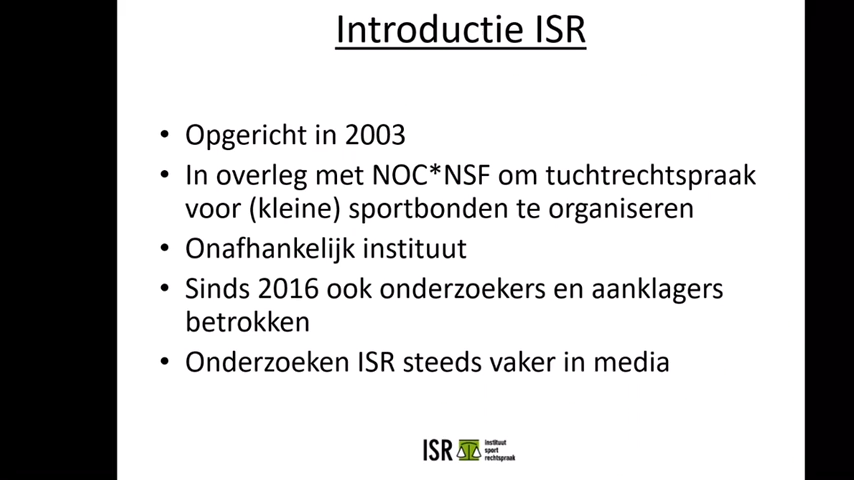 Introductie ISR
• Opgericht in 2003
• In overleg met NOC*NSF om tuchtrechtspraak
voor (kleine) sportbonden te organiseren
• Onafhankelijk instituut
• Sinds 2016 ook onderzoekers en aanklagers
betrokken
• Onderzoeken ISR steeds vaker in media
ISR
instituut
sport
rechtspraak